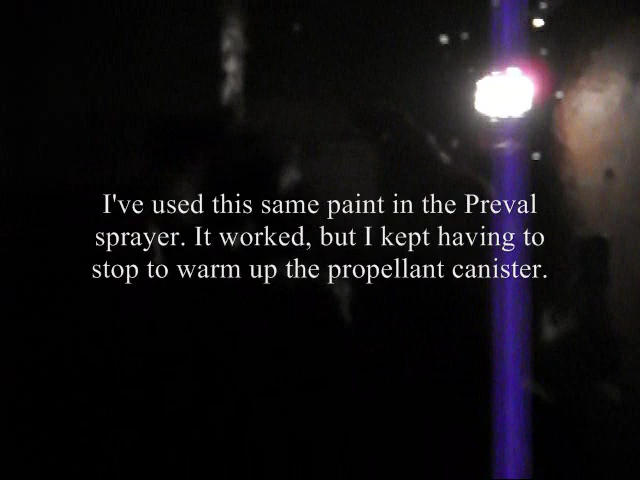 I've used this same paint in the Preval
sprayer. It worked, but I kept having to
stop to warm up the propellant canister.